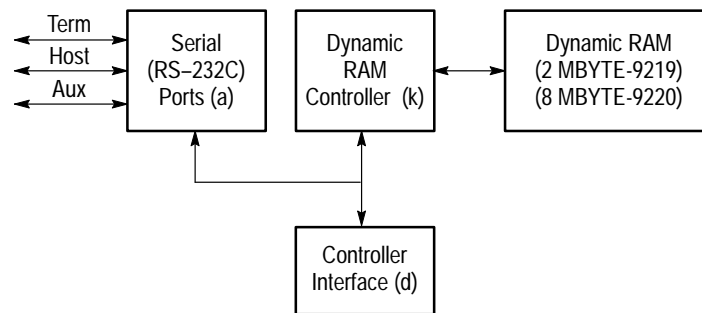 Term
Host
Aux
Serial
(RS–232C)
Ports (a)
Dynamic
RAM
Controller (k)
Dynamic RAM
(2 MBYTE-9219)
(8 MBYTE-9220)
Controller
Interface (d)